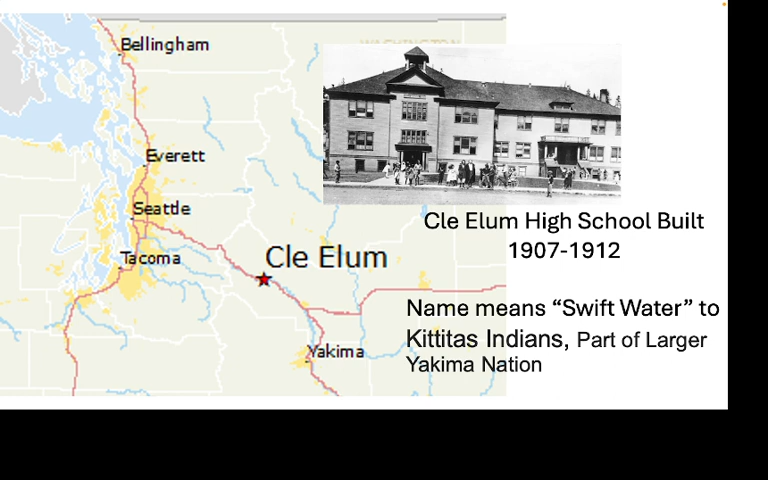 WASHINGTON
Bellingham
Everett
Seattle
Tacoma
Cle Elum
Yakima
Cle Elum High School Built
1907-1912
Name means “Swift Water” to
Kittitas Indians, Part of Larger
Yakima Nation